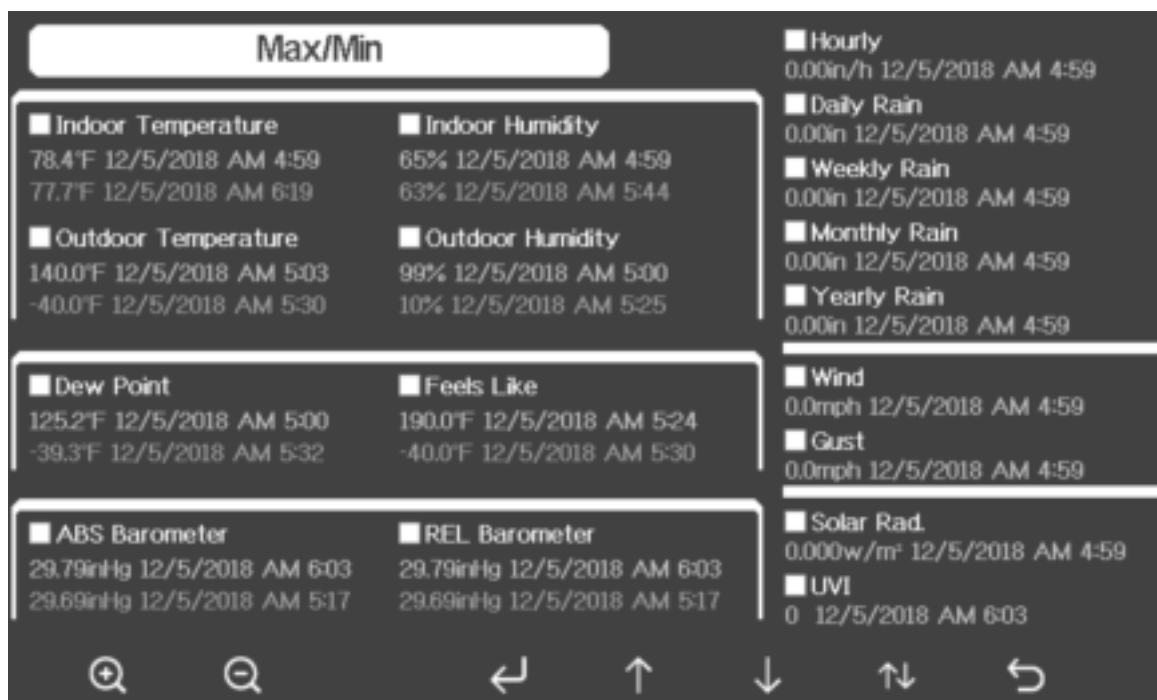 Max/Min
Indoor Temperature
78.4°F 12/5/2018 AM 4:59
77.7°F 12/5/2018 AM 6:19
Indoor Humidity
65% 12/5/2018 AM 4:59
63% 12/5/2018 AM 5:44
Outdoor Temperature
140.0°F 12/5/2018 AM 5:03
-40.0°F 12/5/2018 AM 5:30
Outdoor Humidity
99% 12/5/2018 AM 5:00
10% 12/5/2018 AM 5:25
Dew Point
125.2°F 12/5/2018 AM 5:00
-39.3°F 12/5/2018 AM 5:32
Feels Like
190.0°F 12/5/2018 AM 5:24
-40.0°F 12/5/2018 AM 5:30
ABS Barometer
29.79inHg 12/5/2018 AM 6:03
29.69inHg 12/5/2018 AM 5:17
REL Barometer
29.79inHg 12/5/2018 AM 6:03
29.69inHg 12/5/2018 AM 5:17
Hourly
0.00in/h 12/5/2018 AM 4:59
Daily Rain
0.00in 12/5/2018 AM 4:59
Weekly Rain
0.00in 12/5/2018 AM 4:59
Monthly Rain
0.00in 12/5/2018 AM 4:59
Yearly Rain
0.00in 12/5/2018 AM 4:59
Wind
0.0mph 12/5/2018 AM 4:59
Gust
0.0mph 12/5/2018 AM 4:59
Solar Rad.
0.000w/m² 12/5/2018 AM 4:59
UVI
0 12/5/2018 AM 6:03